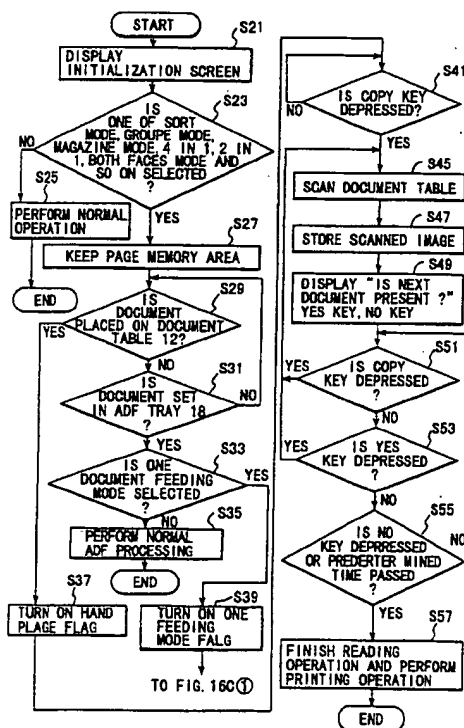 START
S21
DISPLAY
INITIALIZATION SCREEN
S23
IS
ONE OF SORT
MODE, GROUPE MODE,
MAGAZINE MODE, 4 IN 1, 2 IN
1, BOTH FACES MODE AND
SO ON SELECTED
?
NO
YES
S25
PERFORM NORMAL
OPERATION
END
S27
KEEP PAGE MEMORY AREA
S29
IS
DOCUMENT
PLACED ON DOCUMENT
TABLE 12?
YES
NO
S31
IS
DOCUMENT SET
IN ADF TRAY 18
?
NO
YES
S33
IS ONE
DOCUMENT FEEDING
MODE SELECTED
?
YES
NO
S35
PERFORM NORMAL
ADF PROCESSING
END
S37
TURN ON HAND
PLAGE FLAG
S39
TURN ON ONE
FEEDING
MODE FALG
TO FIG. 16C①
S41
IS COPY KEY
DEPRESSED?
NO
YES
S45
SCAN DOCUMENT TABLE
S47
STORE SCANNED IMAGE
S49
DISPLAY "IS NEXT
DOCUMENT PRESENT ?"
YES KEY, NO KEY
S51
IS COPY
KEY DEPRESSED
?
YES
NO
S53
IS YES
KEY DEPRESSED
?
YES
NO
S55
IS NO
KEY DEPRRESSED
OR PREDERTER MINED
TIME PASSED
?
NO
YES
S57
FINISH READING
OPERATION AND PERFORM
PRINTING OPERATION
END